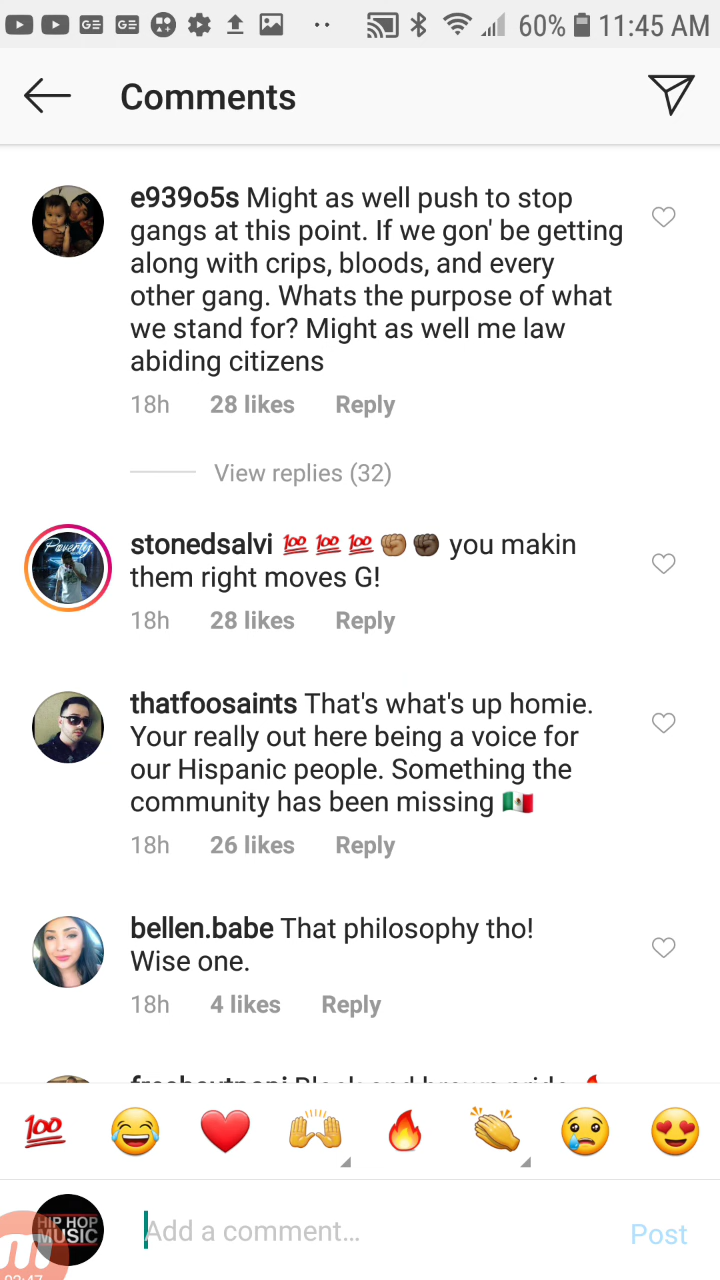 60% 11:45 AM
Comments
e939o5s Might as well push to stop
gangs at this point. If we gon' be getting
along with crips, bloods, and every
other gang. Whats the purpose of what
we stand for? Might as well me law
abiding citizens
18h 28 likes Reply
View replies (32)
Poverty
stonedsalvi 💯 💯 💯✊🏽✊🏿 you makin
them right moves G!
18h 28 likes Reply
thatfoosaints That's what's up homie.
Your really out here being a voice for
our Hispanic people. Something the
community has been missing 🇲🇽
18h 26 likes Reply
bellen.babe That philosophy tho!
Wise one.
18h 4 likes Reply
💯 😂 ❤️ 🙌 🔥 👏 😢 😍
HIP HOP
MUSIC
Add a comment... Post